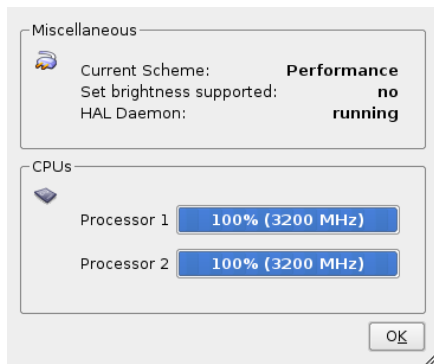 Miscellaneous
Current Scheme: Performance
Set brightness supported: no
HAL Daemon: running
CPUs
Processor 1 100% (3200 MHz)
Processor 2 100% (3200 MHz)
OK